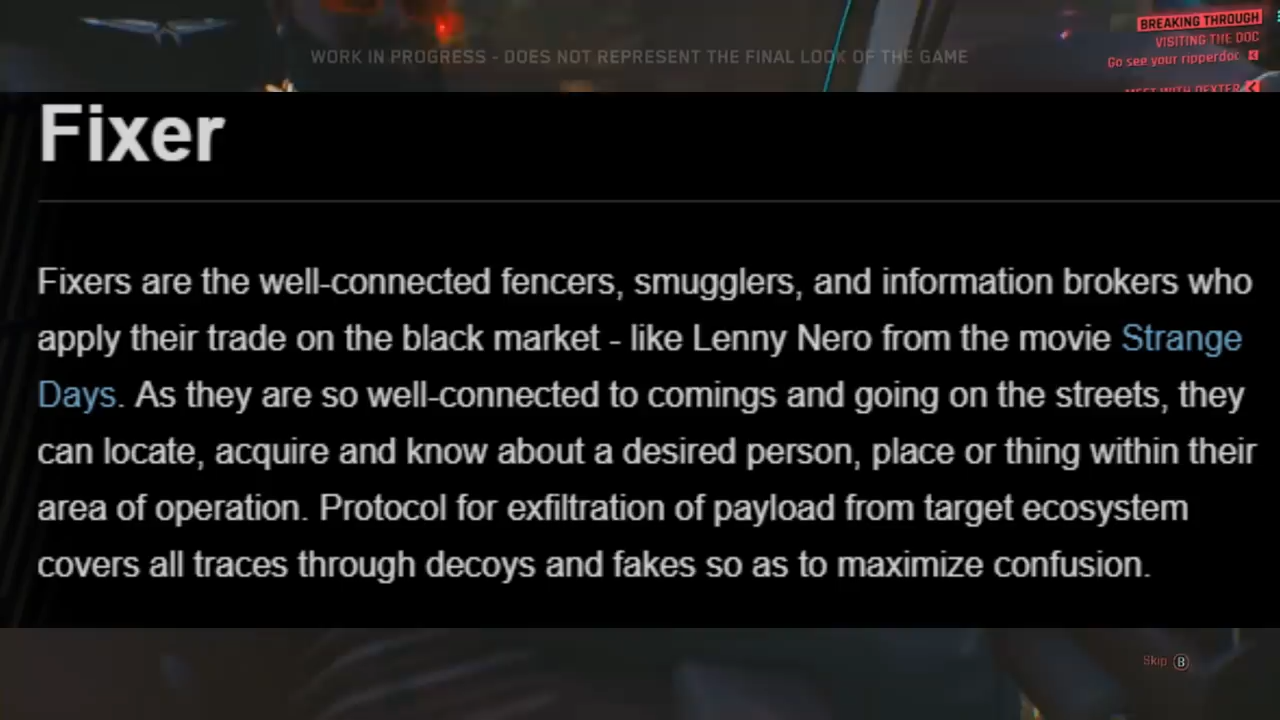 BREAKING THROUGH
VISITING THE DOC
WORK IN PROGRESS - DOES NOT REPRESENT THE FINAL LOOK OF THE GAME
Go see your ripperdoc
MEET WITH DEXTER
Fixer
Fixers are the well-connected fencers, smugglers, and information brokers who
apply their trade on the black market - like Lenny Nero from the movie Strange
Days. As they are so well-connected to comings and going on the streets, they
can locate, acquire and know about a desired person, place or thing within their
area of operation. Protocol for exfiltration of payload from target ecosystem
covers all traces through decoys and fakes so as to maximize confusion.
Skip B